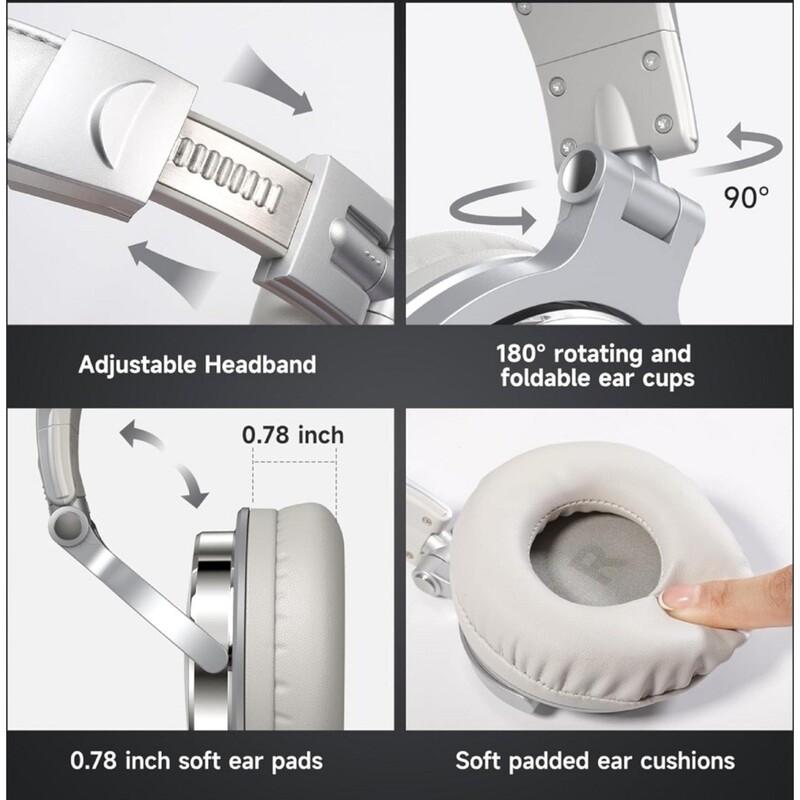 90°
Adjustable Headband
180° rotating and
foldable ear cups
0.78 inch
R
0.78 inch soft ear pads
Soft padded ear cushions